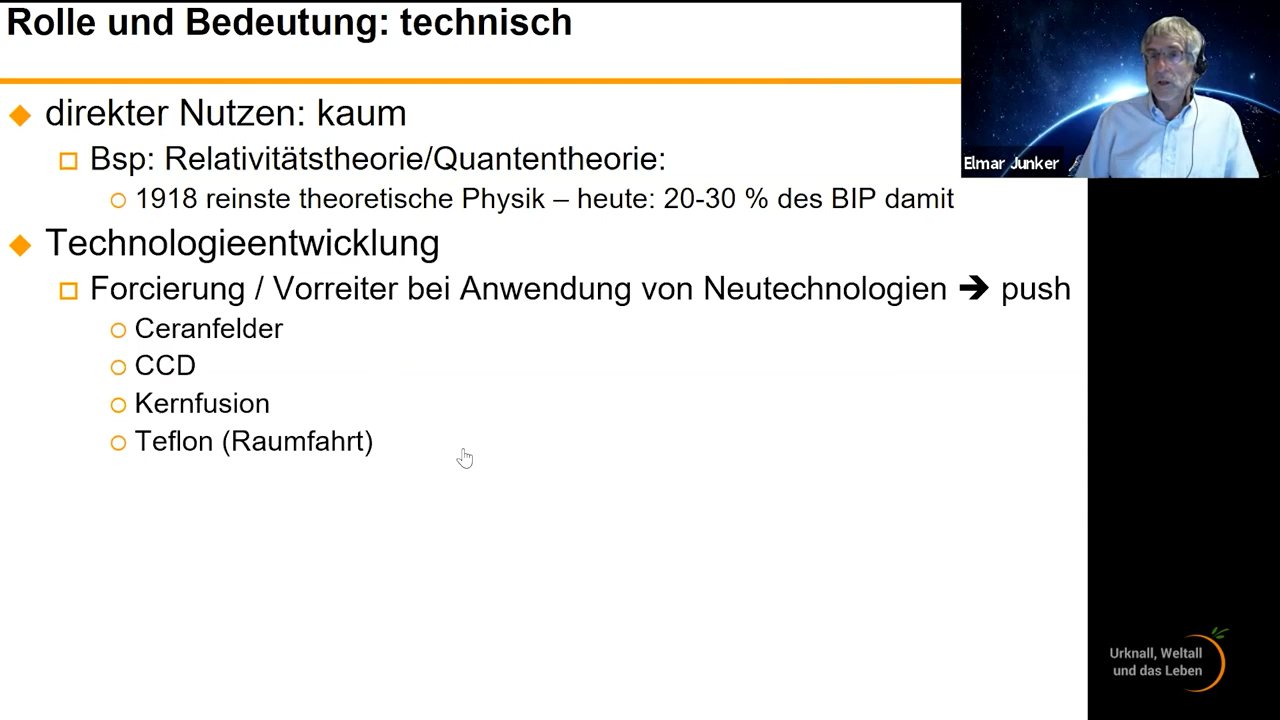 Rolle und Bedeutung: technisch
direkter Nutzen: kaum
Bsp: Relativitätstheorie/Quantentheorie:
1918 reinste theoretische Physik – heute: 20-30 % des BIP damit
Technologieentwicklung
Forcierung / Vorreiter bei Anwendung von Neutechnologien ➔ push
Ceranfelder
CCD
Kernfusion
Teflon (Raumfahrt)
Elmar Junker
Urknall, Weltall
und das Leben